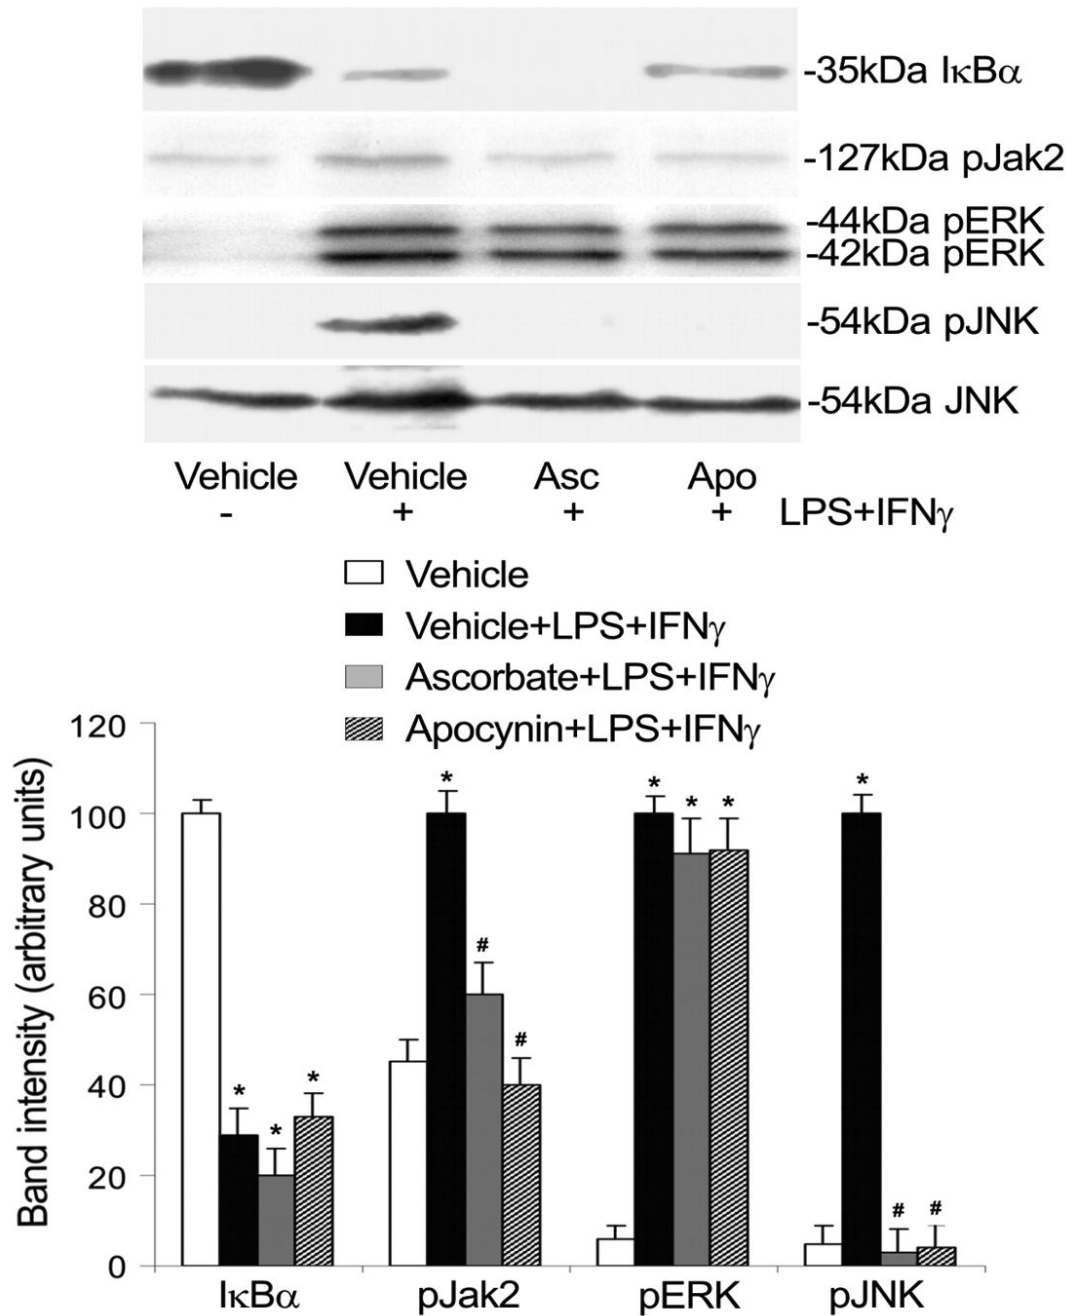 -35kDa IκBα
-127kDa pJak2
-44kDa pERK
-42kDa pERK
-54kDa pJNK
-54kDa JNK
Vehicle Vehicle Asc Apo
- + + + LPS+IFNγ
Vehicle
Vehicle+LPS+IFNγ
Ascorbate+LPS+IFNγ
Apocynin+LPS+IFNγ
Band intensity (arbitrary units)
120
100
80
60
40
20
0
* * *
* # #
* * *
* # #
IκBα pJak2 pERK pJNK